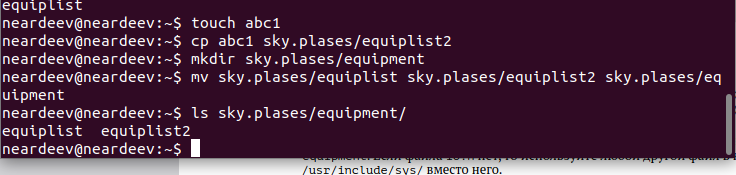 equiplist
neardeev@neardeev:~$ touch abc1
neardeev@neardeev:~$ cp abc1 sky.plases/equiplist2
neardeev@neardeev:~$ mkdir sky.plases/equipment
neardeev@neardeev:~$ mv sky.plases/equiplist sky.plases/equiplist2 sky.plases/eq
uipment
neardeev@neardeev:~$ ls sky.plases/equipment/
equiplist  equiplist2
neardeev@neardeev:~$
/usr/include/sys/ вместо него.